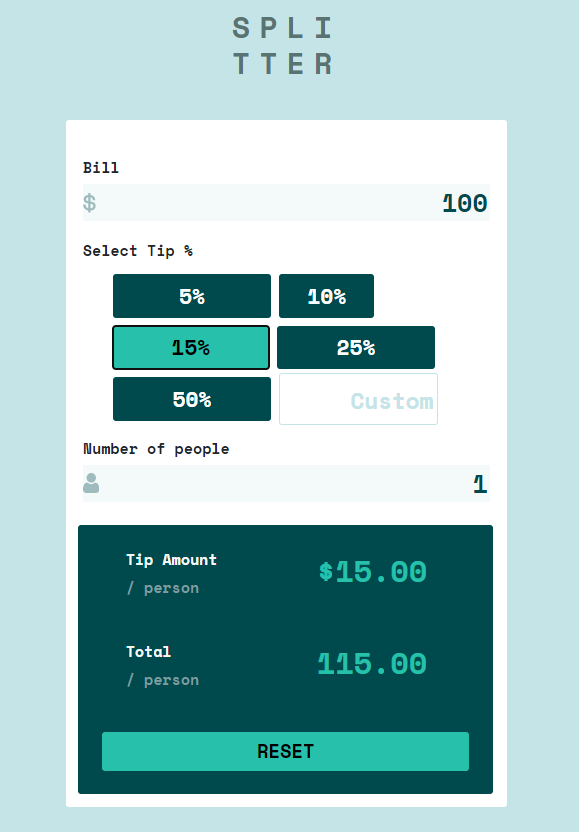 SPLI
TTER
Bill
$ 100
Select Tip %
5% 10%
15% 25%
50% Custom
Number of people
1
Tip Amount
/ person
$15.00
Total
/ person
115.00
RESET